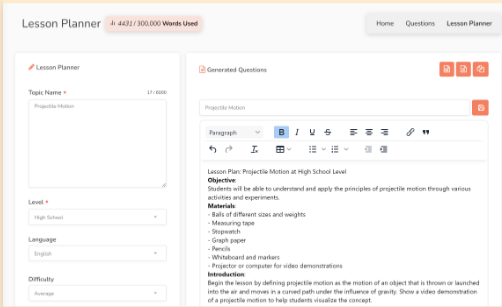 Lesson Planner
4431 / 300,000 Words Used
Home Questions Lesson Planner
Lesson Planner
Topic Name *
17/6000
Projectile Motion
Level *
High School
Language
English
Difficulty
Average
Generated Questions
Projectile Motion
Paragraph
B I U S
Lesson Plan: Projectile Motion at High School Level
Objective:
Students will be able to understand and apply the principles of projectile motion through various
activities and experiments.
Materials:
- Balls of different sizes and weights
- Measuring tape
- Stopwatch
- Graph paper
- Pencils
- Whiteboard and markers
- Projector or computer for video demonstrations
Introduction:
Begin the lesson by defining projectile motion as the motion of an object that is thrown or launched
into the air and moves in a curved path under the influence of gravity. Show a video demonstration
of a projectile motion to help students visualize the concept.